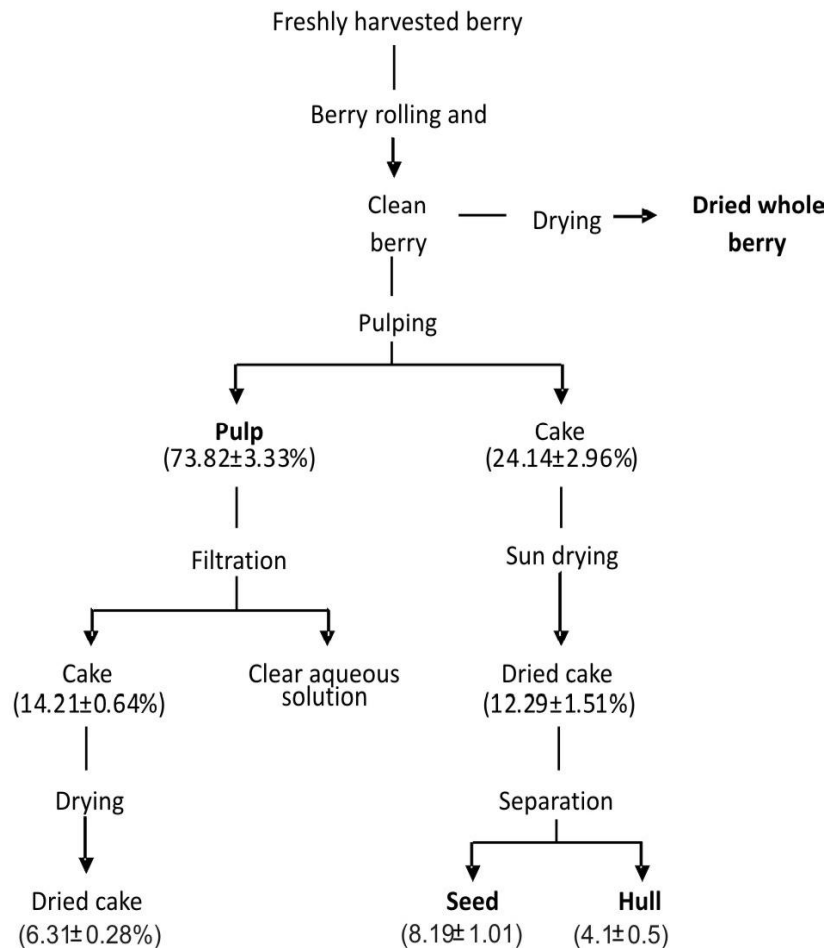 Freshly harvested berry
Berry rolling and
Clean
berry
Drying
Dried whole
berry
Pulping
Pulp
(73.82±3.33%)
Cake
(24.14±2.96%)
Filtration
Sun drying
Cake
(14.21±0.64%)
Clear aqueous
solution
Dried cake
(12.29±1.51%)
Drying
Separation
Dried cake
(6.31±0.28%)
Seed
(8.19±1.01)
Hull
(4.1±0.5)